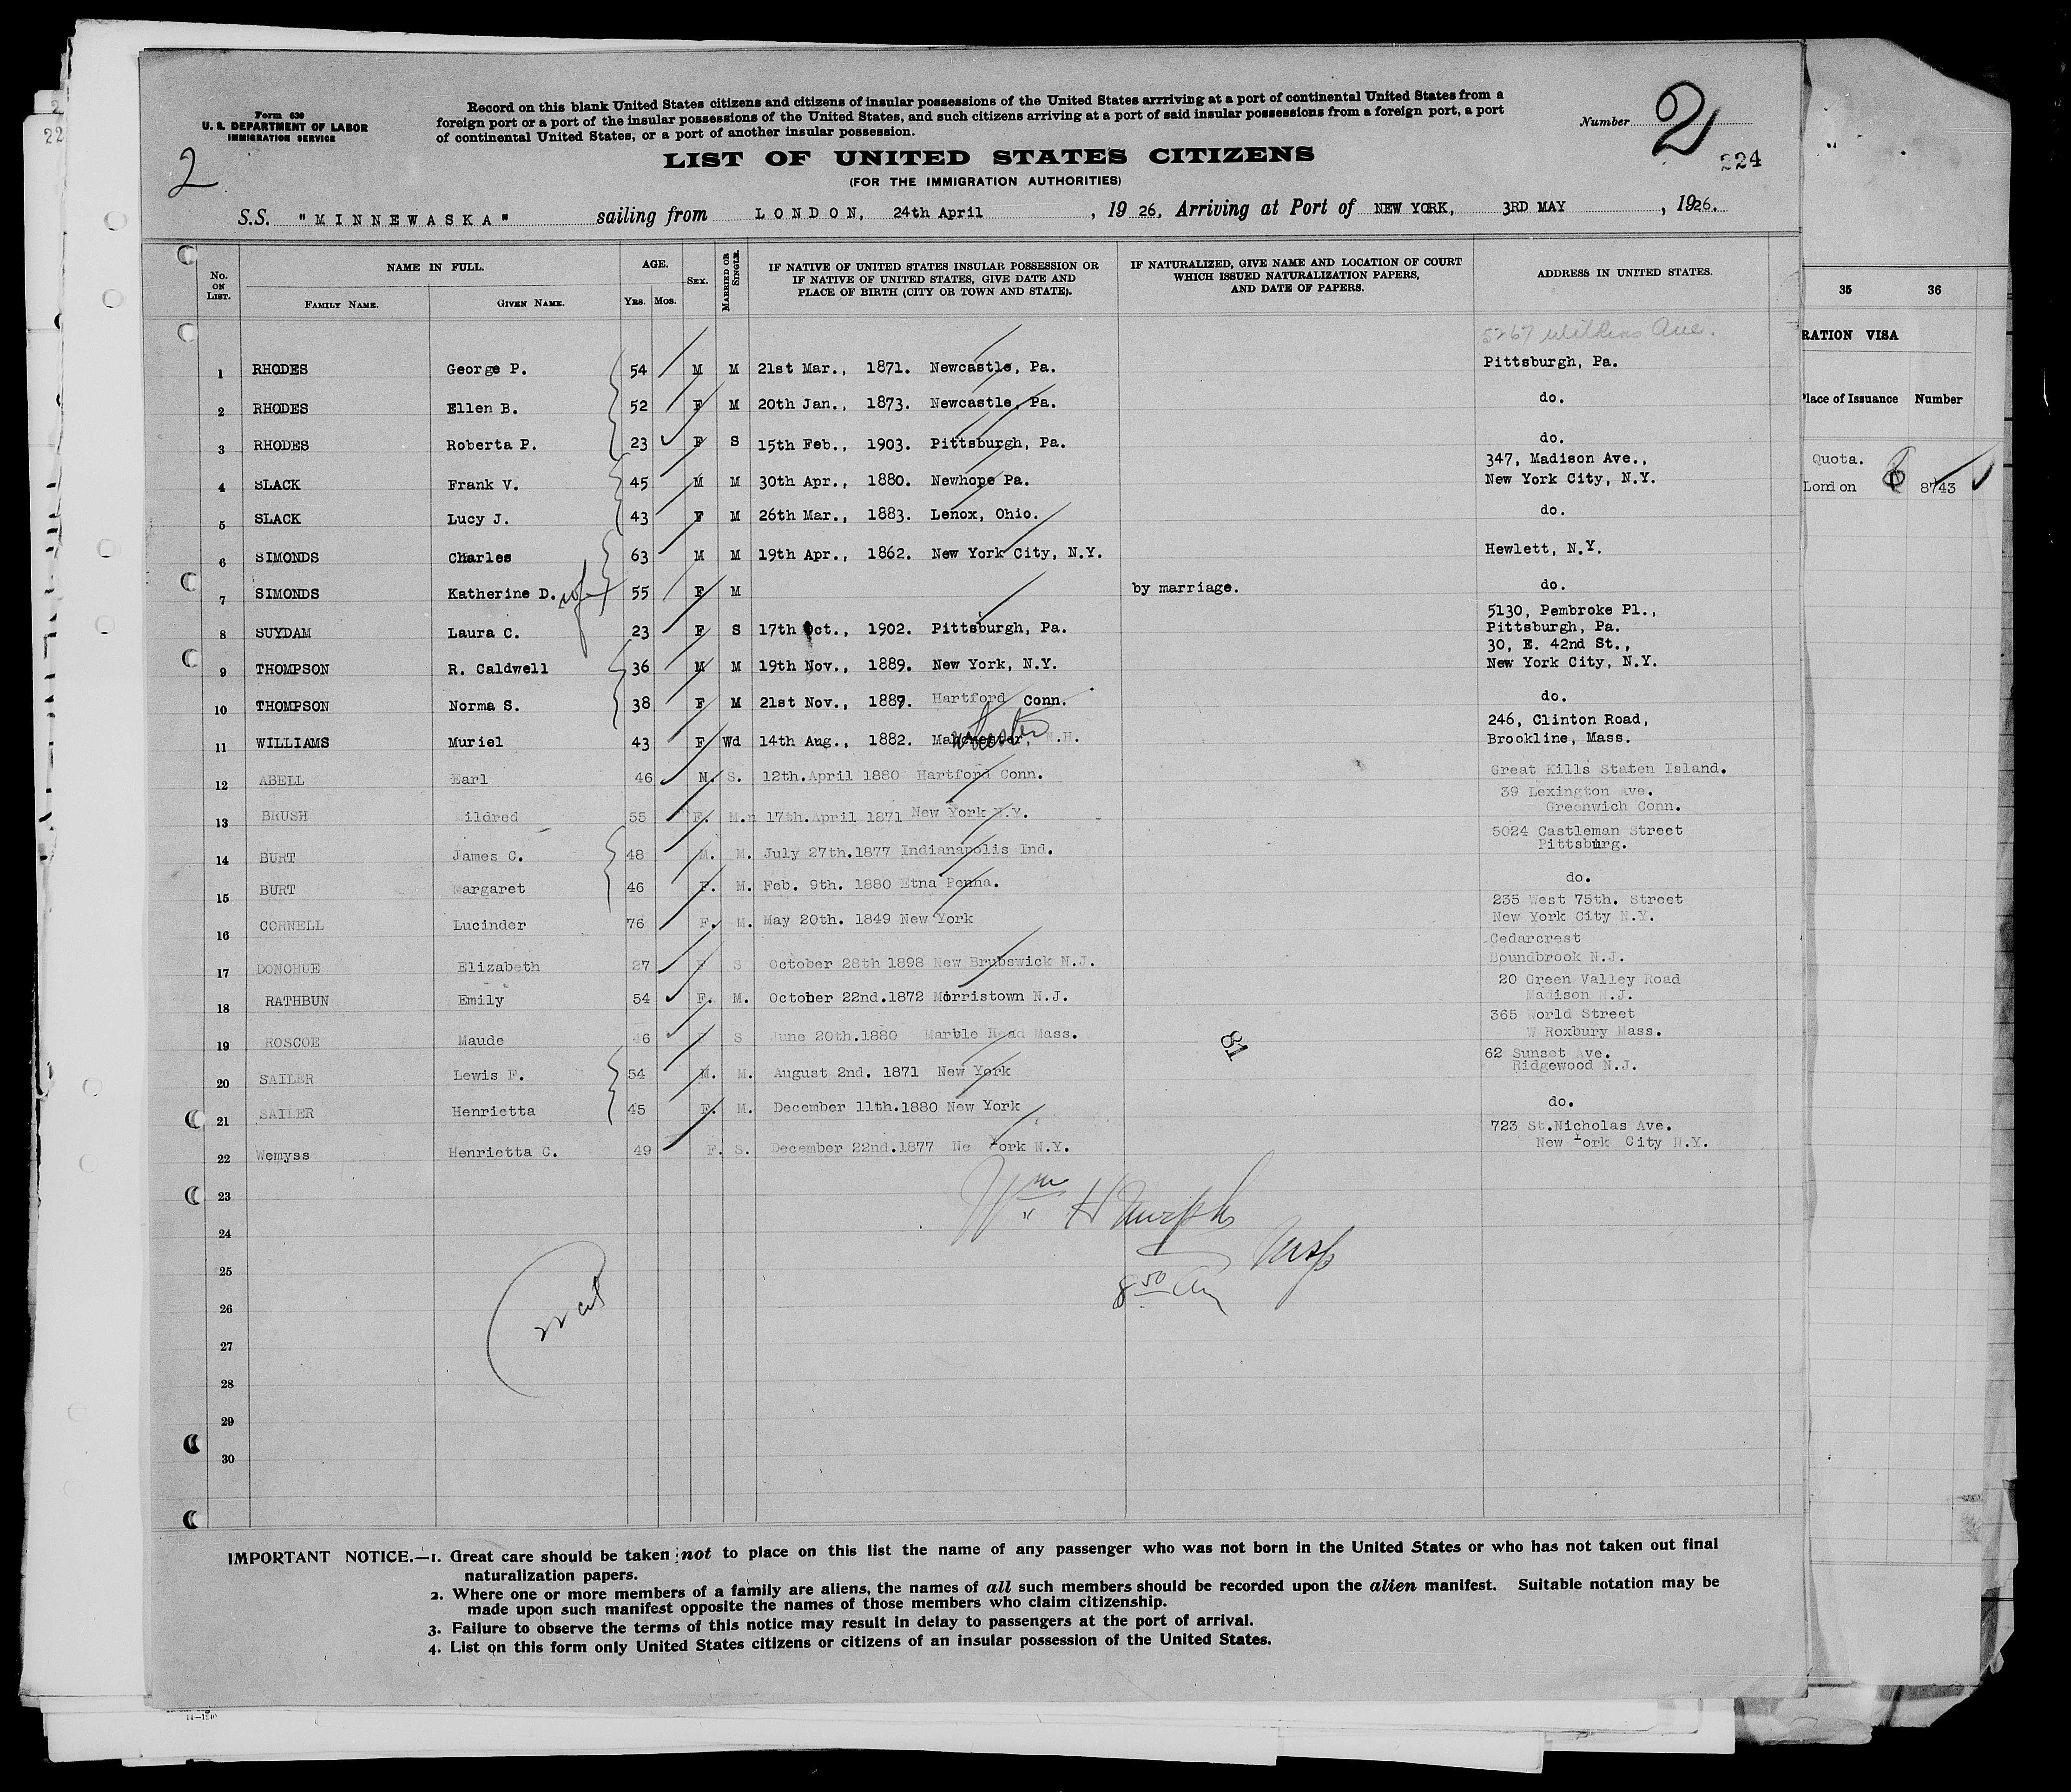 Form 630
U. S. DEPARTMENT OF LABOR
IMMIGRATION SERVICE
Record on this blank United States citizens and citizens of insular possessions of the United States arrriving at a port of continental United States from a
foreign port or a port of the insular possessions of the United States, and such citizens arriving at a port of said insular possessions from a foreign port, a port
of continental United States, or a port of another insular possession.
Number 2
224
2
LIST OF UNITED STATES CITIZENS
(FOR THE IMMIGRATION AUTHORITIES)
S.S. "MINNEWASKA" sailing from LONDON, 24th April, 1926, Arriving at Port of NEW YORK, 3RD MAY, 1926.
No. ON LIST.
NAME IN FULL.
FAMILY NAME.
GIVEN NAME.
AGE.
YRS. MOS.
SEX.
MARRIED OR SINGLE.
IF NATIVE OF UNITED STATES INSULAR POSSESSION OR
IF NATIVE OF UNITED STATES, GIVE DATE AND
PLACE OF BIRTH (CITY OR TOWN AND STATE).
IF NATURALIZED, GIVE NAME AND LOCATION OF COURT
WHICH ISSUED NATURALIZATION PAPERS,
AND DATE OF PAPERS.
ADDRESS IN UNITED STATES.
5267 Wilkins Ave.
1 RHODES George P. 54 M M 21st Mar., 1871. Newcastle, Pa. Pittsburgh, Pa.
2 RHODES Ellen B. 52 F M 20th Jan., 1873. Newcastle, Pa. do.
3 RHODES Roberta P. 23 F S 15th Feb., 1903. Pittsburgh, Pa. do.
347, Madison Ave.,
4 SLACK Frank V. 45 M M 30th Apr., 1880. Newhope Pa. New York City, N.Y.
5 SLACK Lucy J. 43 F M 26th Mar., 1883. Lenox, Ohio. do.
6 SIMONDS Charles 63 M M 19th Apr., 1862. New York City, N.Y. Hewlett, N.Y.
7 SIMONDS Katherine D. wf 55 F M by marriage. do.
5130, Pembroke Pl.,
8 SUYDAM Laura C. 23 F S 17th Oct., 1902. Pittsburgh, Pa. Pittsburgh, Pa.
30, E. 42nd St.,
9 THOMPSON R. Caldwell 36 M M 19th Nov., 1889. New York, N.Y. New York City, N.Y.
10 THOMPSON Norma S. 38 F M 21st Nov., 1887. Hartford Conn. do.
246, Clinton Road,
11 WILLIAMS Muriel 43 F Wd 14th Aug., 1882. Manchester, N.H. Brookline, Mass.
12 ABELL Earl 46 M. S. 12th.April 1880 Hartford Conn. Great Kills Staten Island.
39 Lexington Ave.
13 BRUSH ildred 55 F. M. 17th.April 1871 New York N.Y. Greenwich Conn.
5024 Castleman Street
14 BURT James C. 48 M. M. July 27th.1877 Indianapolis Ind. Pittsburg.
15 BURT Margaret 46 F. M. Feb. 9th. 1880 Etna Penna. do.
235 West 75th. Street
16 CORNELL Lucinder 76 F. M. May 20th. 1849 New York New York City N.Y.
Cedarcrest
17 DONOHUE Elizabeth 27 F S October 28th 1898 New Brubswick N.J. Boundbrook N.J.
20 Green Valley Road
18 RATHBUN Emily 54 F. M. October 22nd.1872 Morristown N.J. Madison N.J.
365 World Street
19 ROSCOE Maude 46 F S June 20th.1880 Marble Head Mass. W Roxbury Mass.
62 Sunset Ave.
20 SAILER Lewis F. 54 M. M. August 2nd. 1871 New York Ridgewood N.J.
21 SAILER Henrietta 45 F. M. December 11th.1880 New York do.
723 St.Nicholas Ave.
22 Wemyss Henrietta C. 49 F. S. December 22nd.1877 Ne York N.Y. New York City N.Y.
81
23
24
25
26
27
28
29
30
Wm H Murphy
Insp
8 50 am
IMPORTANT NOTICE.—1. Great care should be taken not to place on this list the name of any passenger who was not born in the United States or who has not taken out final
naturalization papers.
2. Where one or more members of a family are aliens, the names of all such members should be recorded upon the alien manifest. Suitable notation may be
made upon such manifest opposite the names of those members who claim citizenship.
3. Failure to observe the terms of this notice may result in delay to passengers at the port of arrival.
4. List on this form only United States citizens or citizens of an insular possession of the United States.
35 36
RATION VISA
Place of Issuance Number
Quota.
London 8743
22